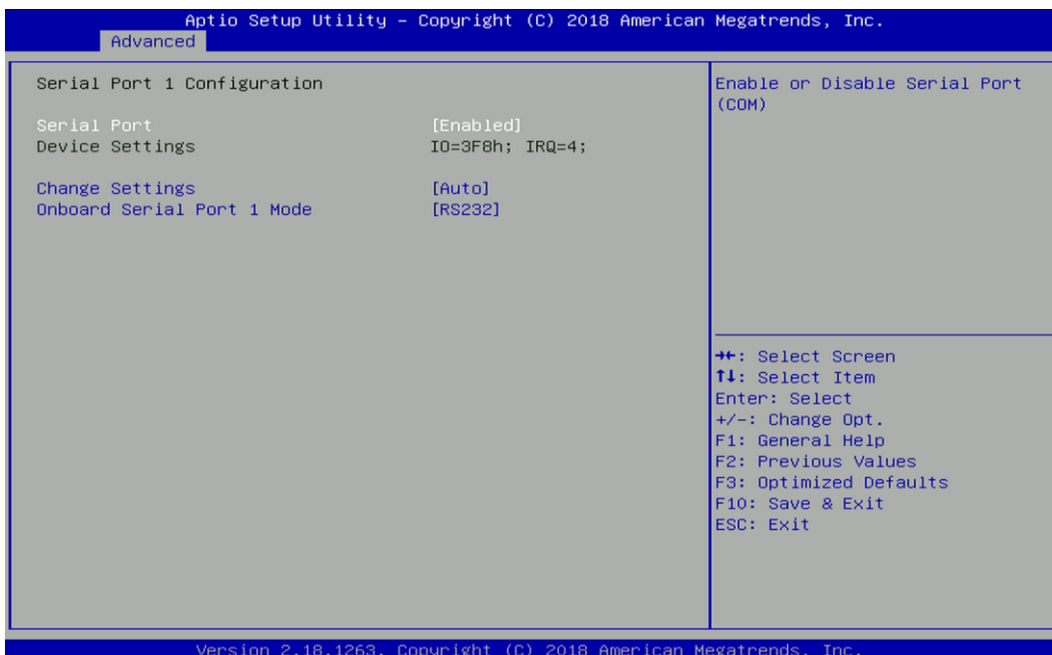 Aptio Setup Utility – Copyright (C) 2018 American Megatrends, Inc.
Advanced
Serial Port 1 Configuration
Serial Port [Enabled]
Device Settings IO=3F8h; IRQ=4;
Change Settings [Auto]
Onboard Serial Port 1 Mode [RS232]
Enable or Disable Serial Port
(COM)
→←: Select Screen
↑↓: Select Item
Enter: Select
+/-: Change Opt.
F1: General Help
F2: Previous Values
F3: Optimized Defaults
F10: Save & Exit
ESC: Exit
Version 2.18.1263. Copyright (C) 2018 American Megatrends, Inc.